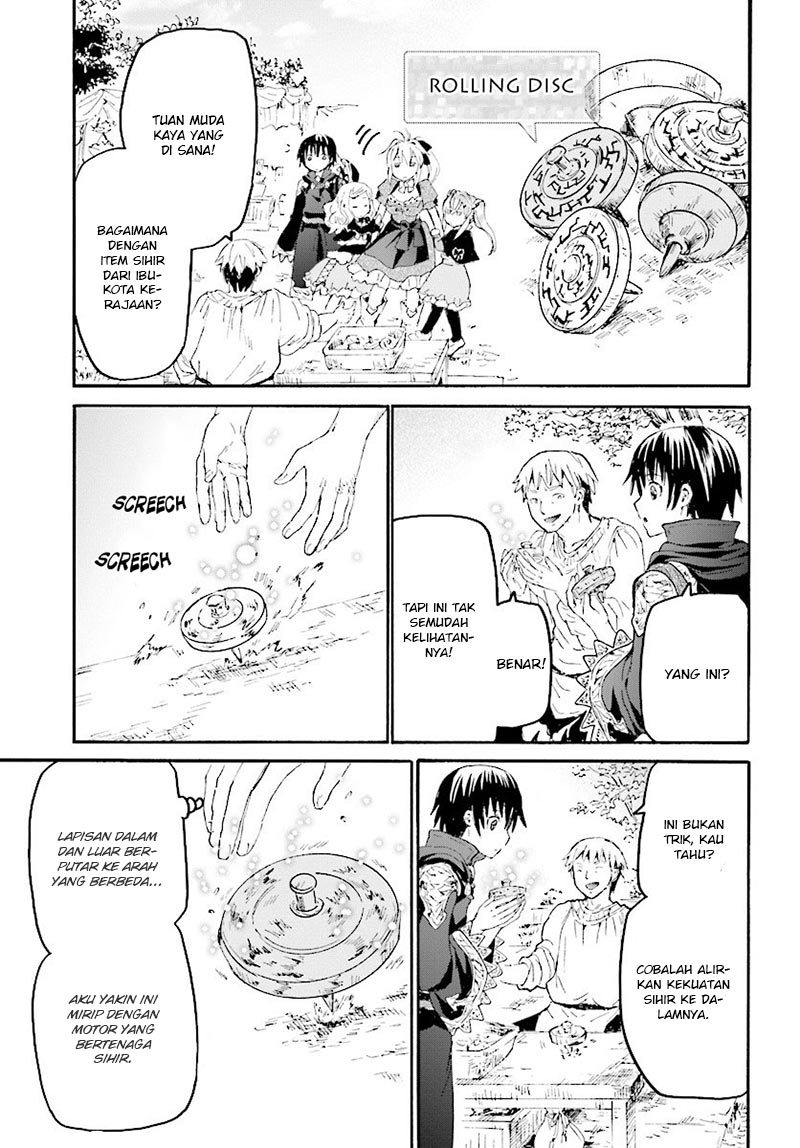 ROLLING DISC
TUAN MUDA
KAYA YANG
DI SANA!
BAGAIMANA
DENGAN
ITEM SIHIR
DARI IBU-
KOTA KE-
RAJAAN?
YANG INI?
BENAR!
TAPI INI TAK
SEMUDAH
KELIHATAN-
NYA!
SCREECH
SCREECH
INI BUKAN
TRIK, KAU
TAHU?
COBALAH ALIR-
KAN KEKUATAN
SIHIR KE DA-
LAMNYA.
LAPISAN DALAM
DAN LUAR BER-
PUTAR KE ARAH
YANG BERBEDA...
AKU YAKIN INI
MIRIP DENGAN
MOTOR YANG
BERTENAGA
SIHIR.